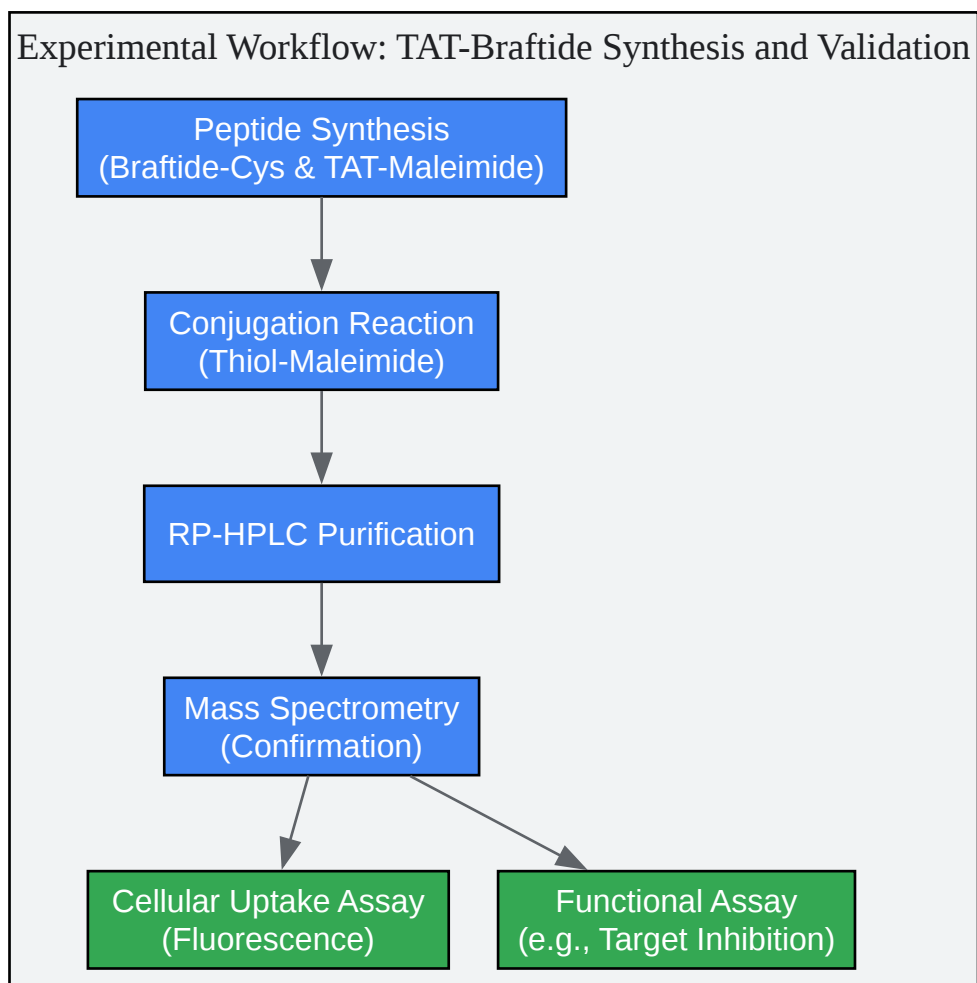 Experimental Workflow: TAT-Braftide Synthesis and Validation
Peptide Synthesis
(Braftide-Cys & TAT-Maleimide)
Conjugation Reaction
(Thiol-Maleimide)
RP-HPLC Purification
Mass Spectrometry
(Confirmation)
Cellular Uptake Assay
(Fluorescence)
Functional Assay
(e.g., Target Inhibition)